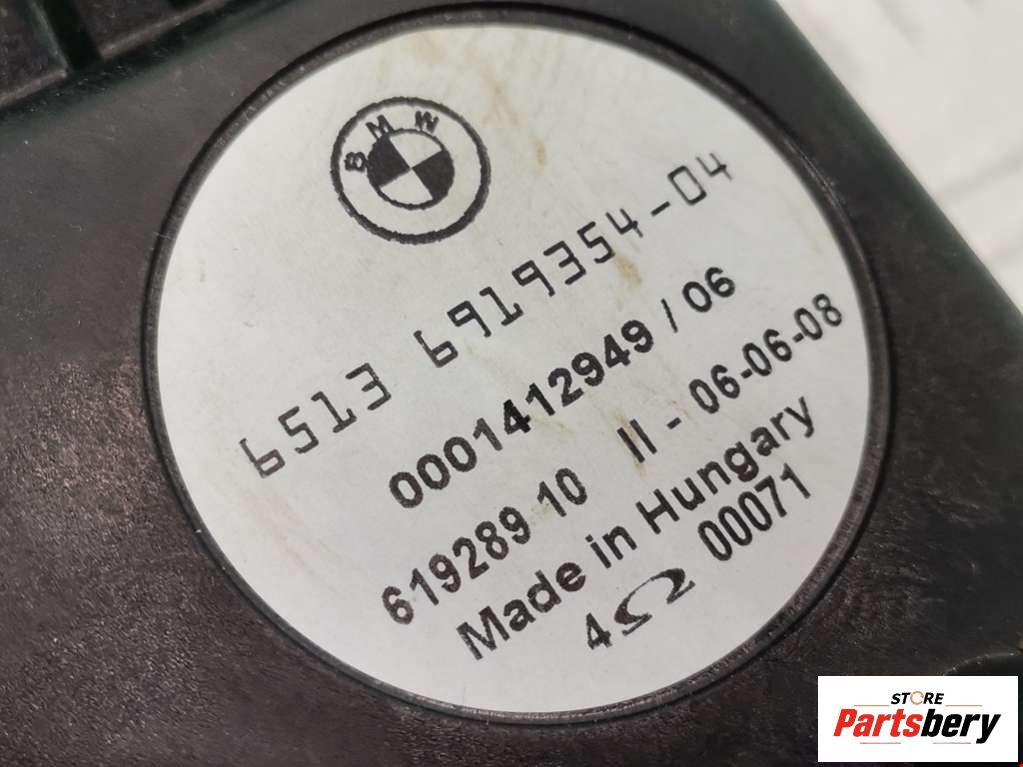 BMW
6513 6919354-04
0001412949 / 06
619289 10 II - 06-06-08
Made in Hungary
4Ω 00071
STORE
Partsbery